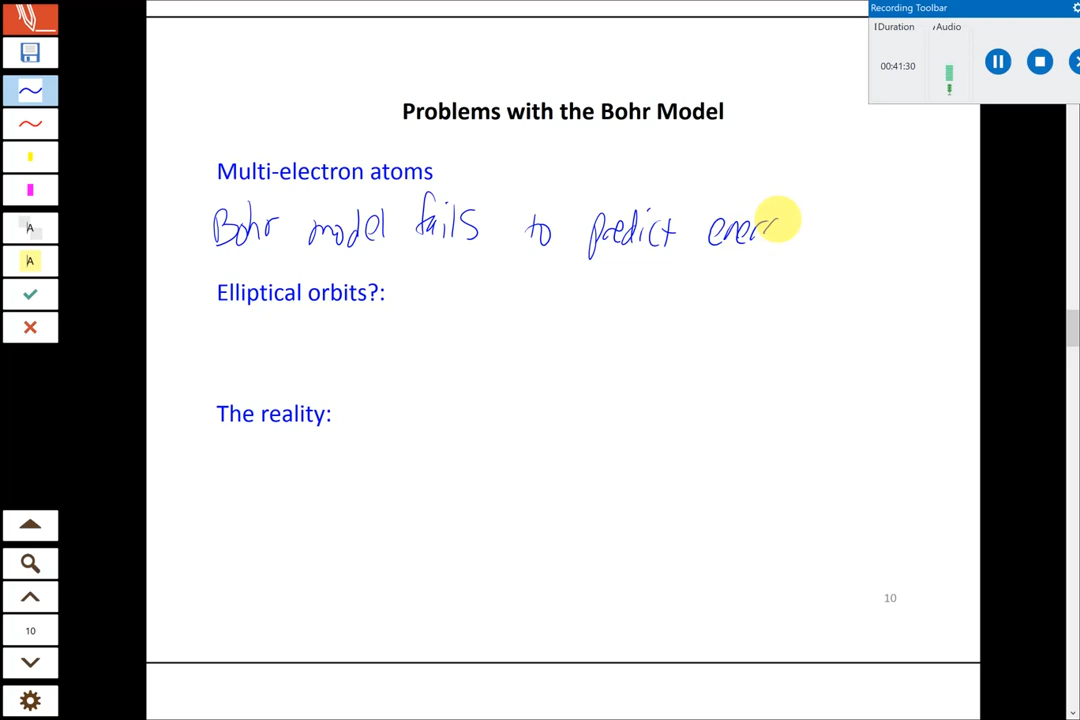 Recording Toolbar
Duration
Audio
00:41:30
Problems with the Bohr Model
Multi-electron atoms
Bohr model fails to predict ener
Elliptical orbits?:
The reality:
10
10
A
A